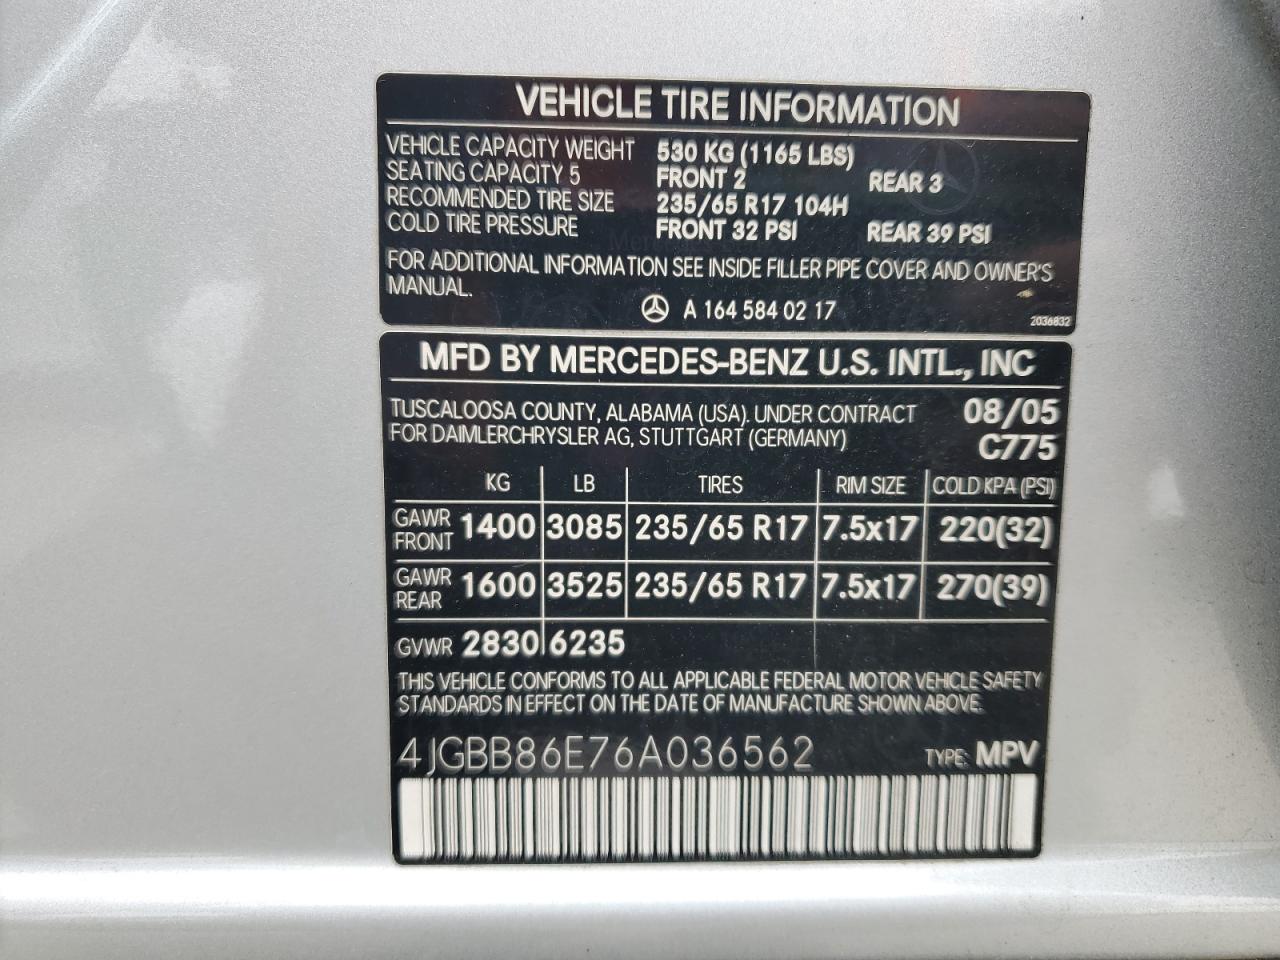 VEHICLE TIRE INFORMATION
VEHICLE CAPACITY WEIGHT 530 KG (1165 LBS)
SEATING CAPACITY 5 FRONT 2 REAR 3
RECOMMENDED TIRE SIZE 235/65 R17 104H
COLD TIRE PRESSURE FRONT 32 PSI REAR 39 PSI
FOR ADDITIONAL INFORMATION SEE INSIDE FILLER PIPE COVER AND OWNER'S
MANUAL.
A 164 584 02 17
2036832
MFD BY MERCEDES-BENZ U.S. INTL., INC
TUSCALOOSA COUNTY, ALABAMA (USA). UNDER CONTRACT 08/05
FOR DAIMLERCHRYSLER AG, STUTTGART (GERMANY) C775
KG LB TIRES RIM SIZE COLD KPA (PSI)
GAWR FRONT 1400 3085 235/65 R17 7.5x17 220(32)
GAWR REAR 1600 3525 235/65 R17 7.5x17 270(39)
GVWR 2830 6235
THIS VEHICLE CONFORMS TO ALL APPLICABLE FEDERAL MOTOR VEHICLE SAFETY
STANDARDS IN EFFECT ON THE DATE OF MANUFACTURE SHOWN ABOVE.
4JGBB86E76A036562 TYPE: MPV